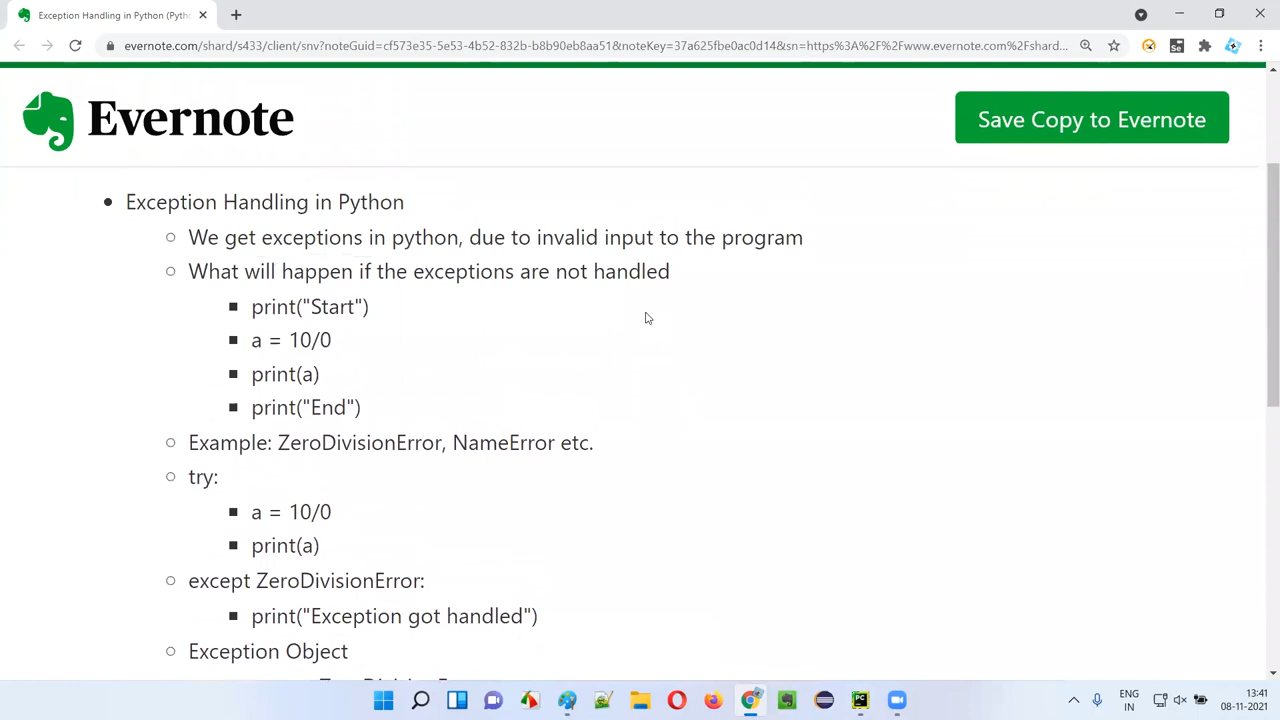 Exception Handling in Python (Pyth
evernote.com/shard/s433/client/snv?noteGuid=cf573e35-5e53-4b52-832b-b8b90eb8aa51&noteKey=37a625fbe0ac0d14&sn=https%3A%2F%2Fwww.evernote.com%2Fshard...
Evernote
Save Copy to Evernote
Exception Handling in Python
We get exceptions in python, due to invalid input to the program
What will happen if the exceptions are not handled
print("Start")
a = 10/0
print(a)
print("End")
Example: ZeroDivisionError, NameError etc.
try:
a = 10/0
print(a)
except ZeroDivisionError:
print("Exception got handled")
Exception Object
ENG
IN
13:41
08-11-2021